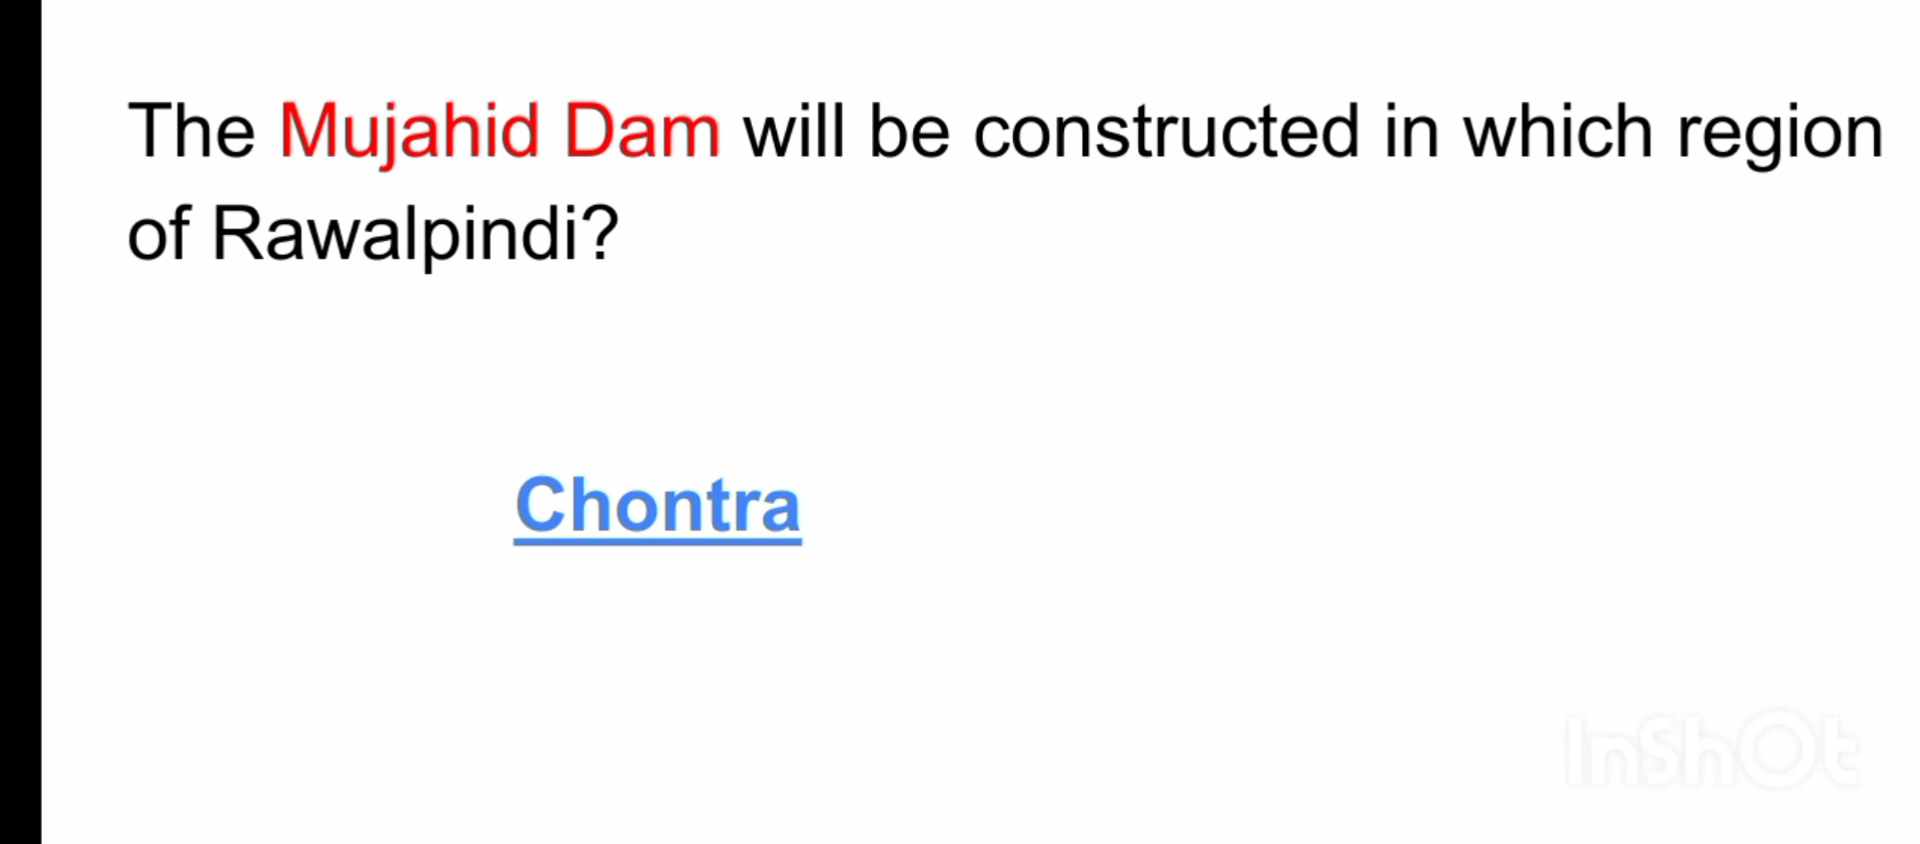 The Mujahid Dam will be constructed in which region
of Rawalpindi?
Chontra
InShOt